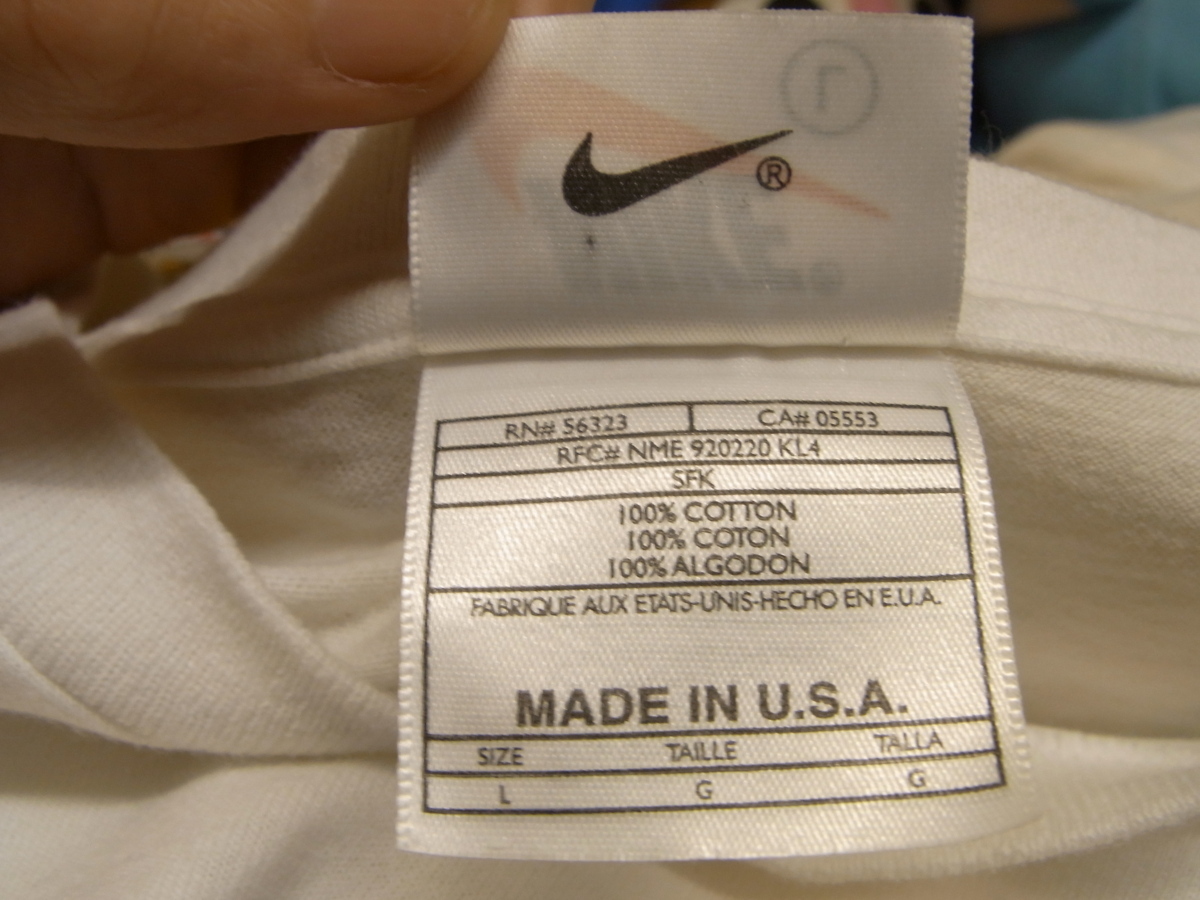 ®
RN# 56323 CA# 05553
RFC# NME 920220 KL4
SFK
100% COTTON
100% COTON
100% ALGODON
FABRIQUE AUX ETATS-UNIS-HECHO EN E.U.A.
MADE IN U.S.A.
SIZE TAILLE TALLA
L G G